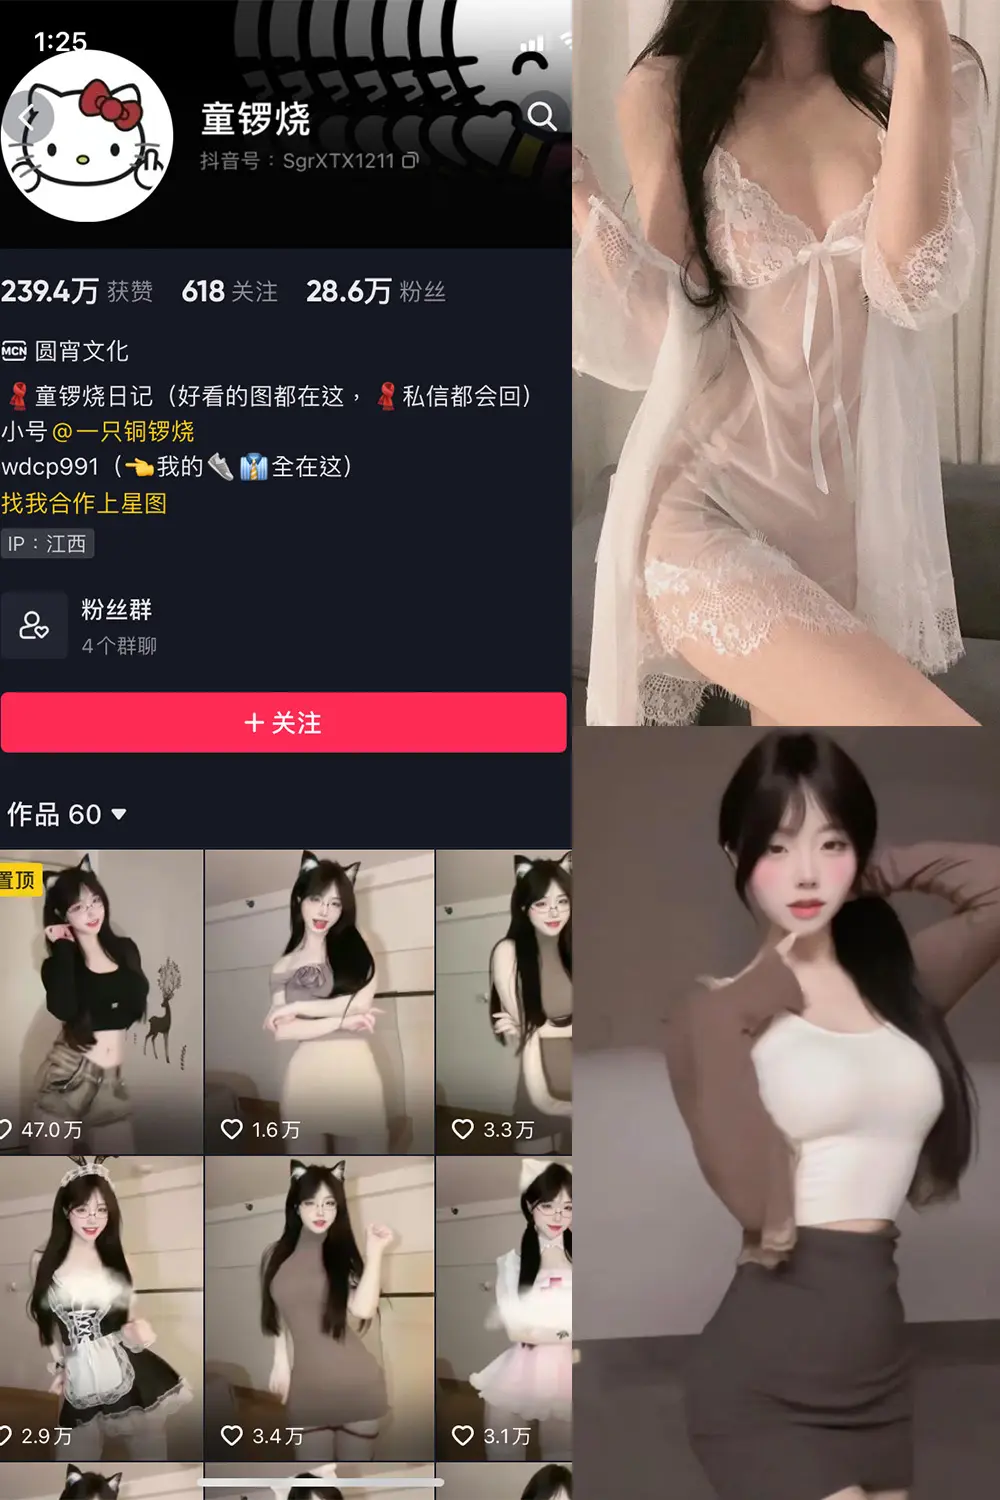 1:25
童锣烧
抖音号：SgrXTX1211
239.4万 获赞 618 关注 28.6万 粉丝
MCN 圆宵文化
童锣烧日记（好看的图都在这，私信都会回）
小号 @一只铜锣烧
wdcp991（👈我的👟👔全在这）
找我合作上星图
IP：江西
粉丝群
4个群聊
+ 关注
作品 60
置顶
47.0万
1.6万
3.3万
2.9万
3.4万
3.1万